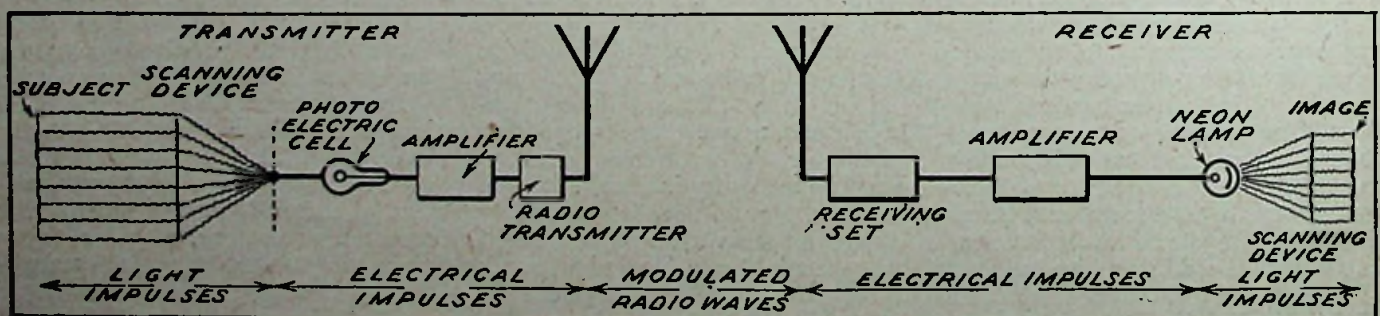 TRANSMITTER
RECEIVER
SUBJECT
SCANNING
DEVICE
PHOTO
ELECTRIC
CELL
AMPLIFIER
RADIO
TRANSMITTER
RECEIVING
SET
AMPLIFIER
NEON
LAMP
IMAGE
SCANNING
DEVICE
LIGHT
IMPULSES
ELECTRICAL
IMPULSES
MODULATED
RADIO WAVES
ELECTRICAL IMPULSES
LIGHT
IMPULSES